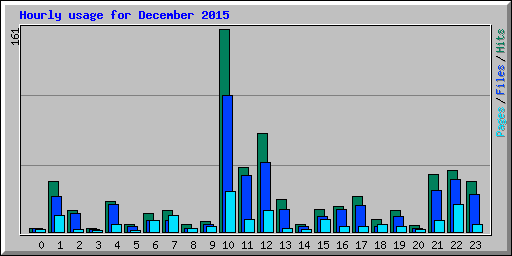 Hourly usage for December 2015
161
Pages/Files/Hits
0 1 2 3 4 5 6 7 8 9 10 11 12 13 14 15 16 17 18 19 20 21 22 23